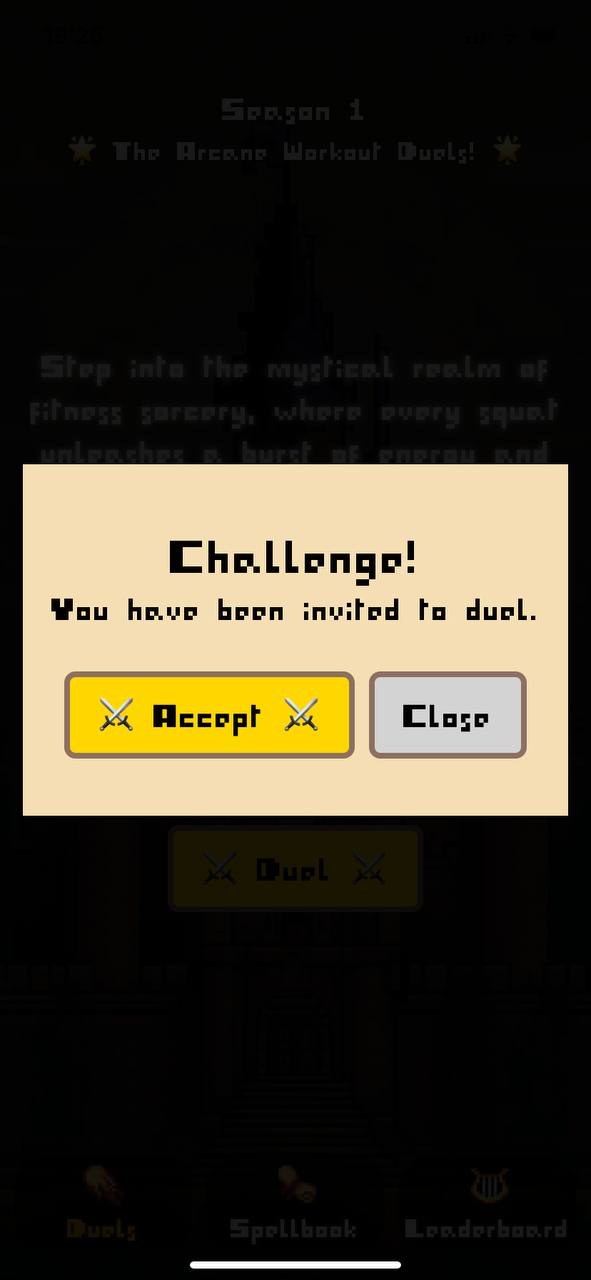 Season 1
🌟 The Arcane Workout Duels! 🌟
Step into the mystical realm of
fitness sorcery, where every squat
unleashes a burst of energy and
Challenge!
You have been invited to duel.
⚔️ Accept ⚔️
Close
⚔️ Duel ⚔️
Duels
Spellbook
Leaderboard